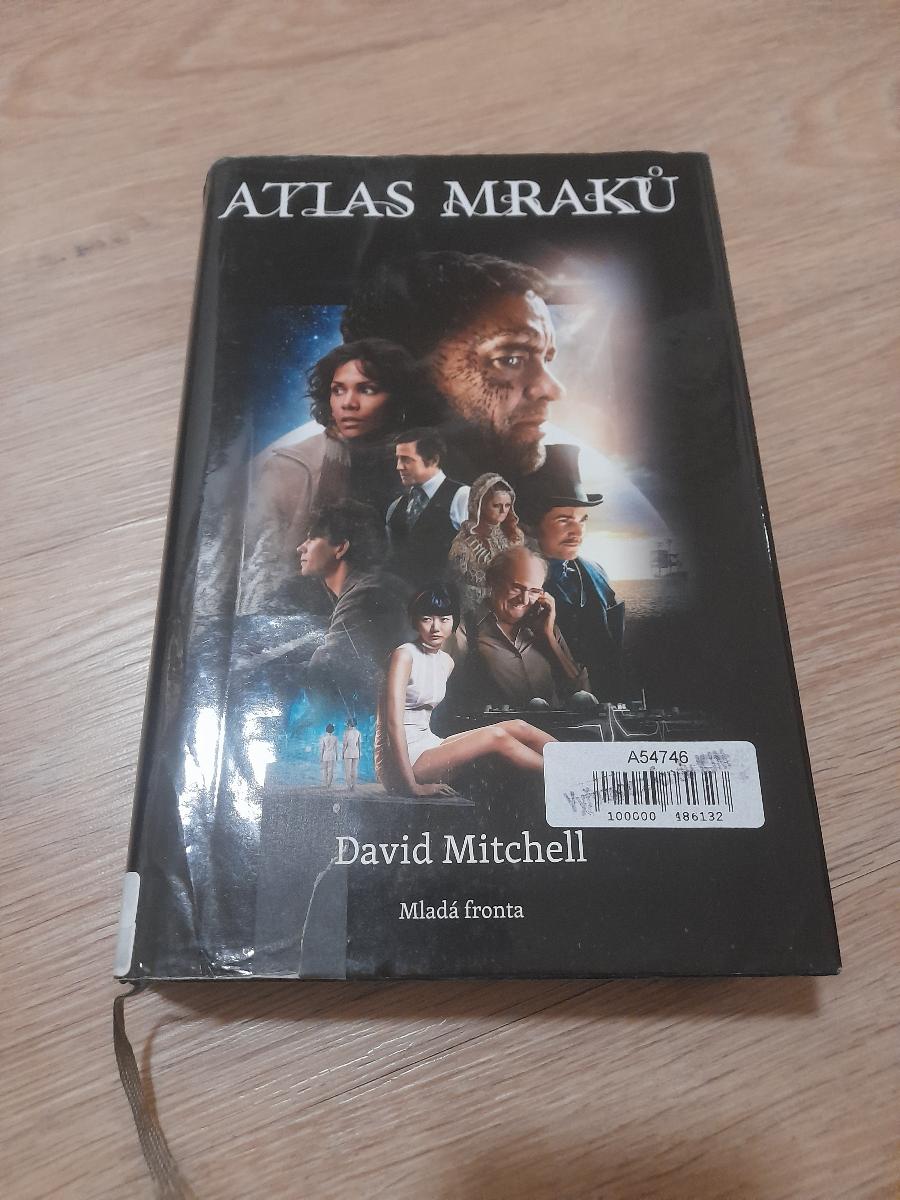 ATLAS MRAKŮ
A54746
100000 486132
David Mitchell
Mladá fronta